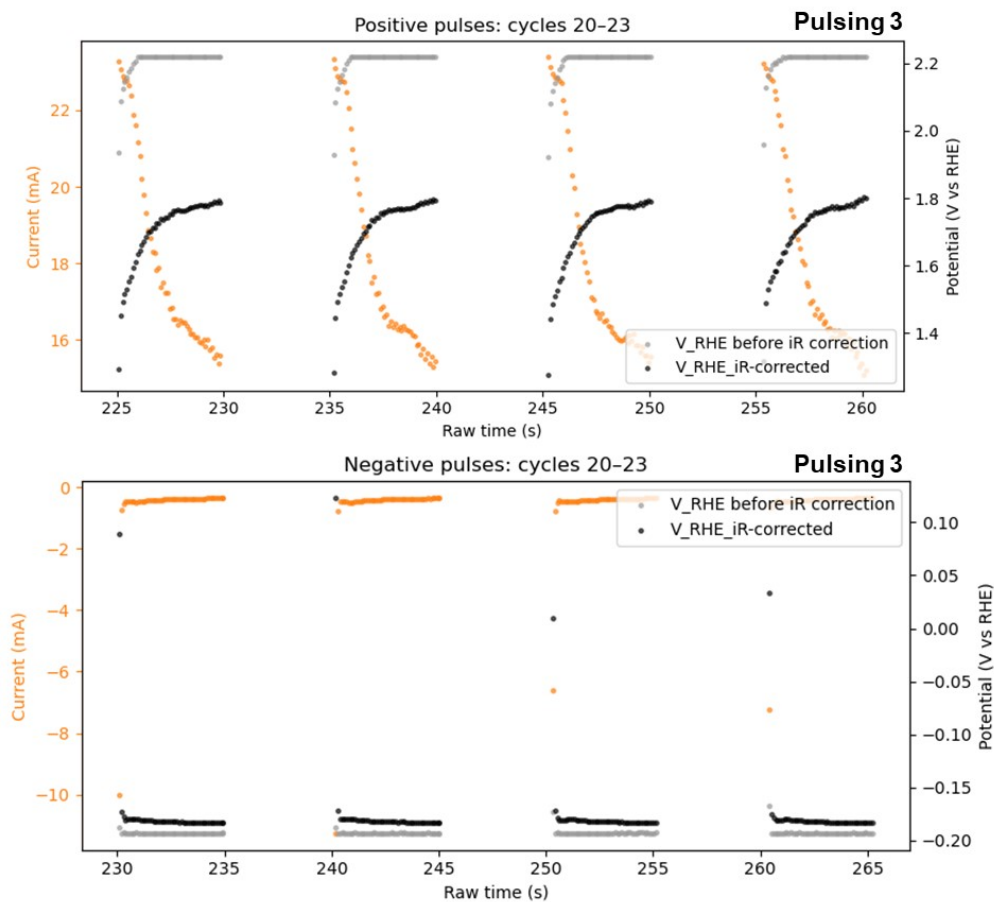 Positive pulses: cycles 20–23
Pulsing 3
Current (mA)
22
20
18
16
2.2
2.0
1.8
1.6
1.4
Potential (V vs RHE)
V_RHE before iR correction
V_RHE_iR-corrected
225
230
235
240
245
250
255
260
Raw time (s)
Negative pulses: cycles 20–23
Pulsing 3
Current (mA)
0
−2
−4
−6
−8
−10
0.10
0.05
0.00
−0.05
−0.10
−0.15
−0.20
Potential (V vs RHE)
V_RHE before iR correction
V_RHE_iR-corrected
230
235
240
245
250
255
260
265
Raw time (s)